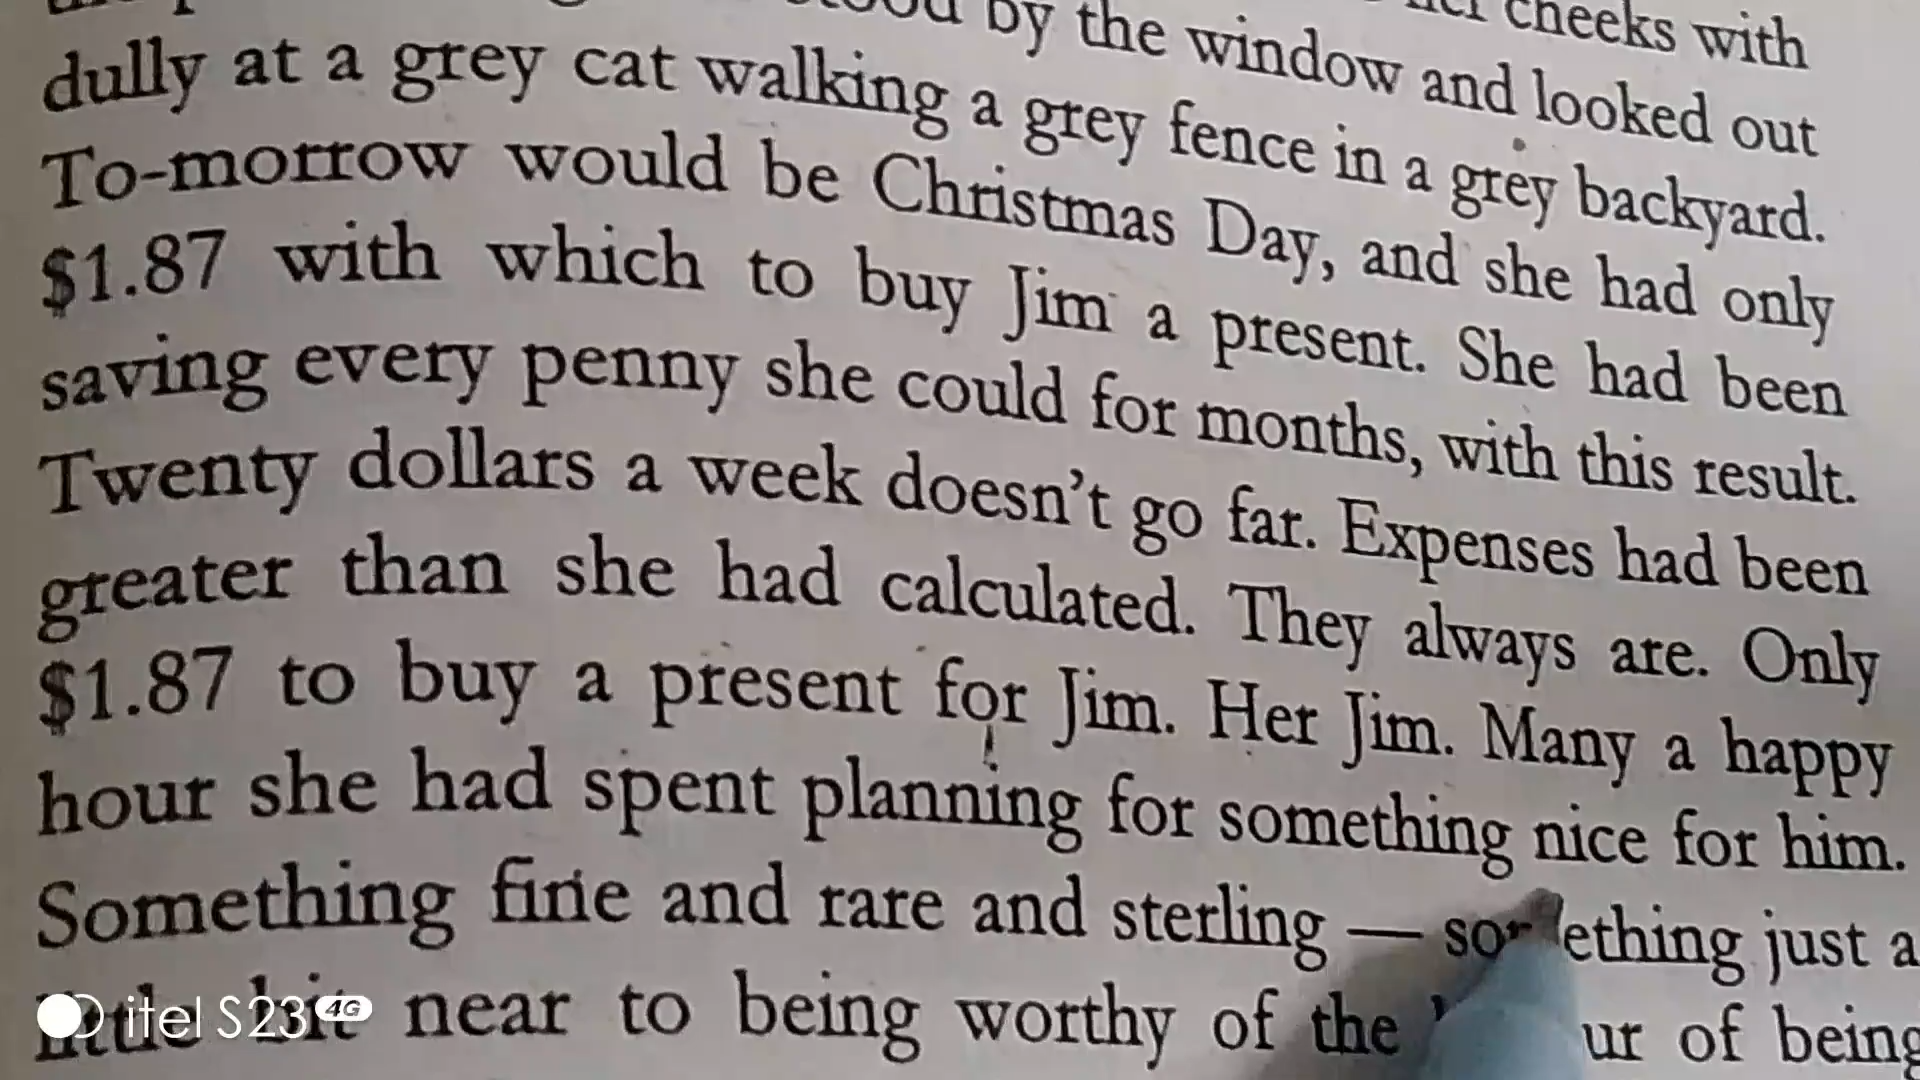 by the window and looked out
cheeks with
dully at a grey cat walking a grey fence in a grey backyard.
To-morrow would be Christmas Day, and she had only
$1.87 with which to buy Jim a present. She had been
saving every penny she could for months, with this result.
Twenty dollars a week doesn't go far. Expenses had been
greater than she had calculated. They always are. Only
$1.87 to buy a present for Jim. Her Jim. Many a happy
hour she had spent planning for something nice for him.
Something fine and rare and sterling — something just a
little bit near to being worthy of the of being
itel S23 4G